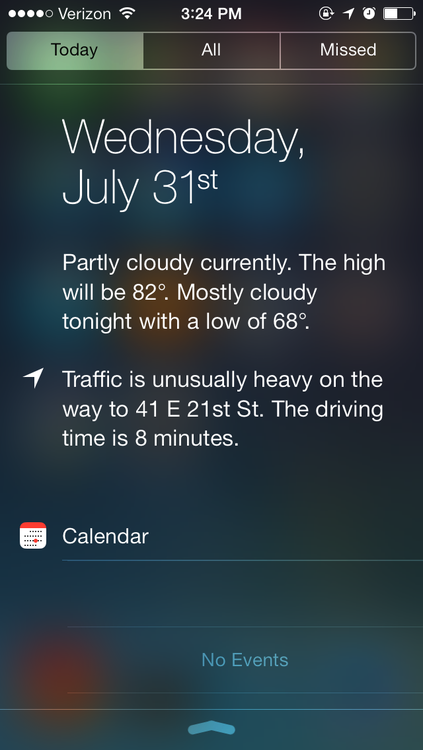 Verizon 3:24 PM
Today All Missed
Wednesday,
July 31st
Partly cloudy currently. The high
will be 82°. Mostly cloudy
tonight with a low of 68°.
Traffic is unusually heavy on the
way to 41 E 21st St. The driving
time is 8 minutes.
Calendar
No Events